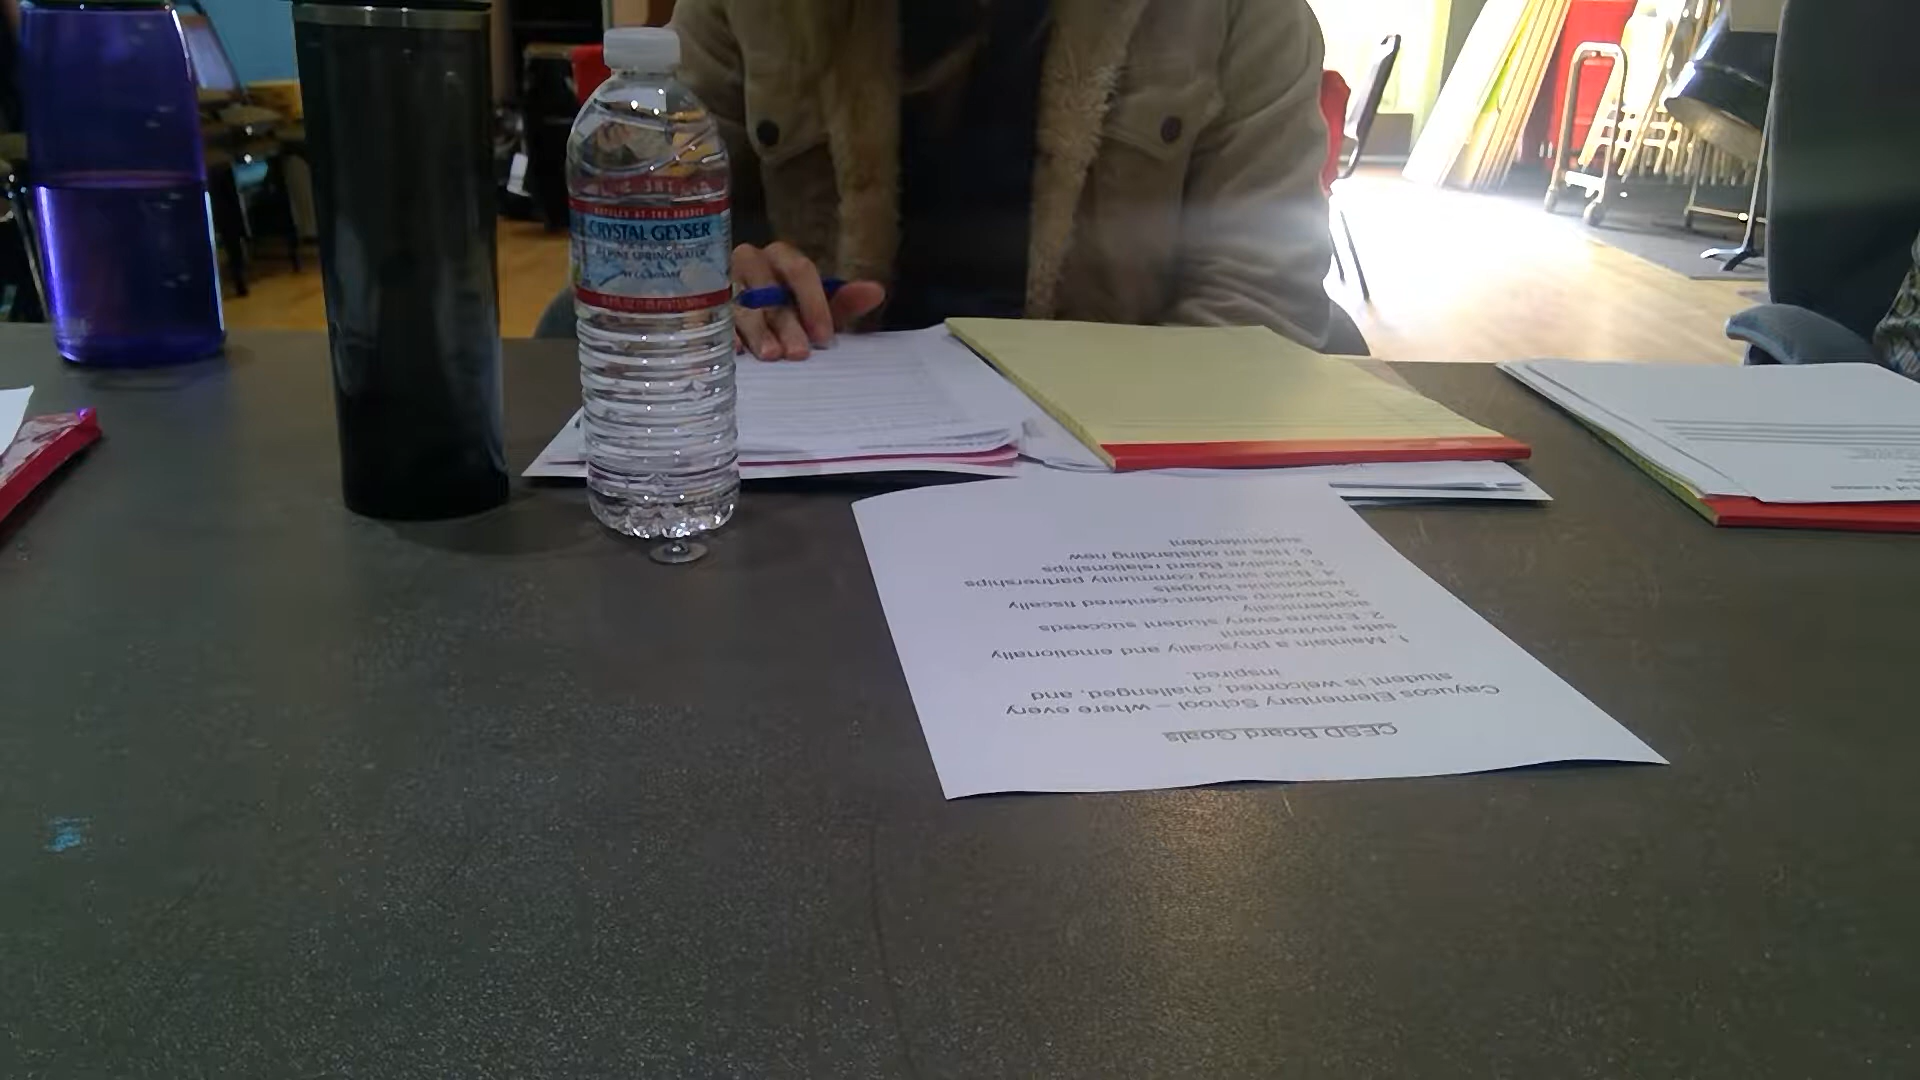 CRYSTAL GEYSER
ALPINE SPRING WATER
CESD Board Goals
Cayucos Elementary School – where every
student is welcomed, challenged, and
inspired.
1. Maintain a physically and emotionally
safe environment
2. Ensure every student succeeds
academically
3. Develop student-centered fiscally
responsible budgets
4. Build strong community partnerships
5. Positive Board relationships
6. Hire an outstanding new
superintendent